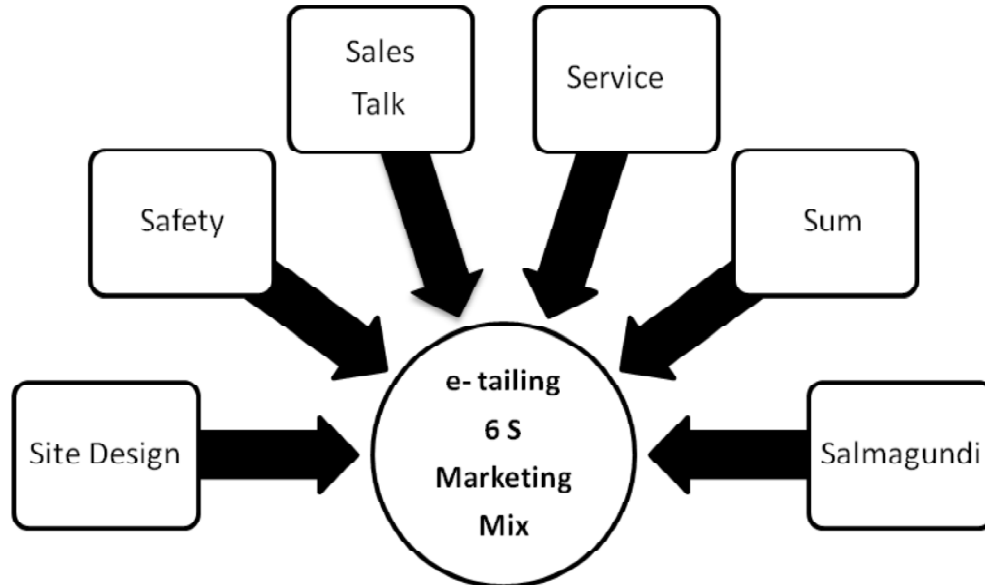 Sales
Talk
Service
Safety
Sum
Site Design
e- tailing
6 S
Marketing
Mix
Salmagundi